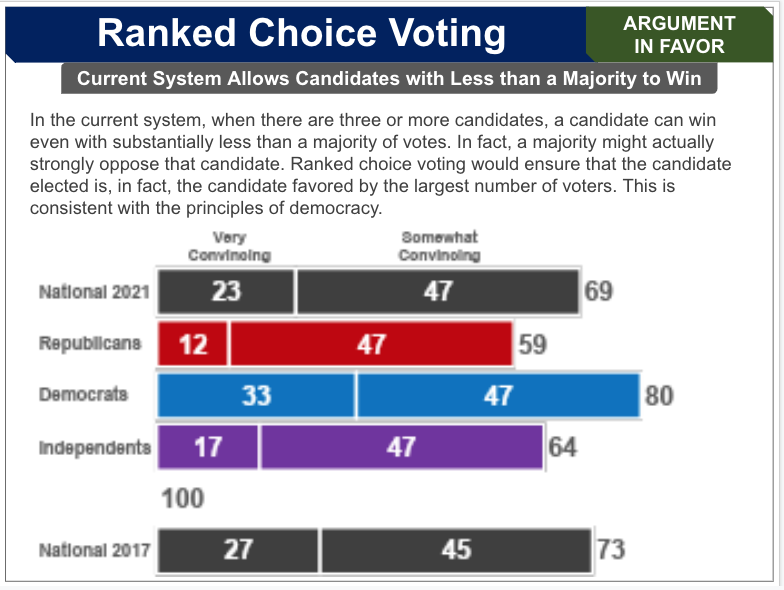 Ranked Choice Voting
ARGUMENT
IN FAVOR
Current System Allows Candidates with Less than a Majority to Win
In the current system, when there are three or more candidates, a candidate can win
even with substantially less than a majority of votes. In fact, a majority might actually
strongly oppose that candidate. Ranked choice voting would ensure that the candidate
elected is, in fact, the candidate favored by the largest number of voters. This is
consistent with the principles of democracy.
Very
Convincing
Somewhat
Convincing
National 2021 23 47 69
Republicans 12 47 59
Democrats 33 47 80
Independents 17 47 64
100
National 2017 27 45 73